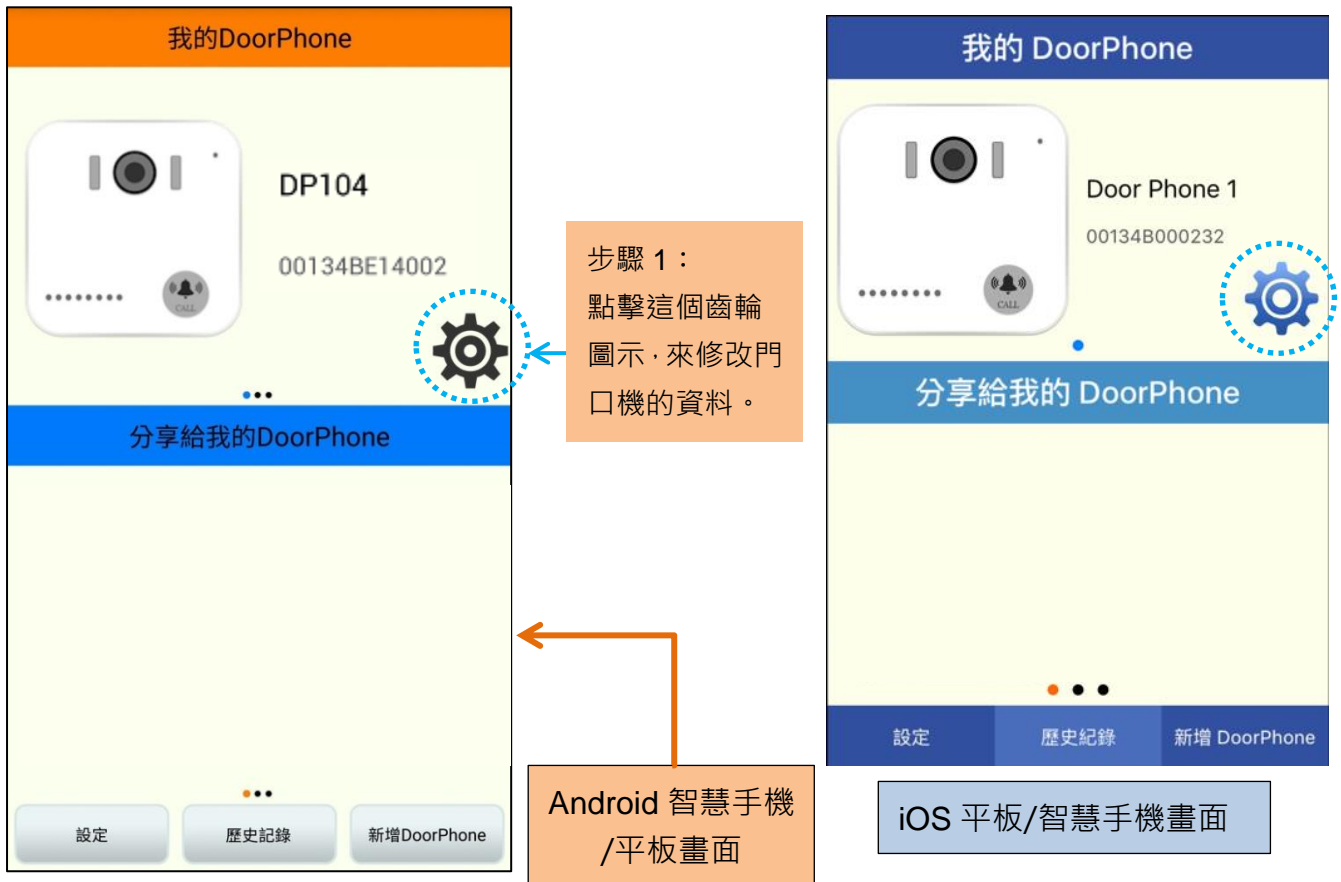 我的DoorPhone
DP104
00134BE14002
CALL
分享給我的DoorPhone
設定
歷史記錄
新增DoorPhone
步驟 1：
點擊這個齒輪
圖示，來修改門
口機的資料。
Android 智慧手機
/平板畫面
我的 DoorPhone
Door Phone 1
00134B000232
CALL
分享給我的 DoorPhone
設定
歷史紀錄
新增 DoorPhone
iOS 平板/智慧手機畫面